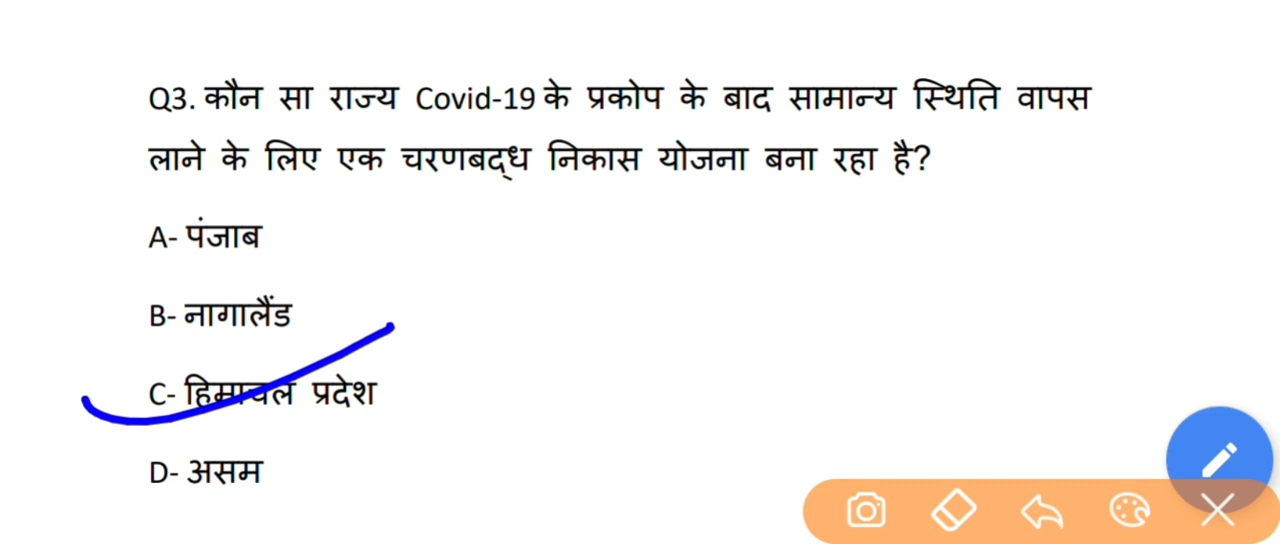 Q3. कौन सा राज्य Covid-19 के प्रकोप के बाद सामान्य स्थिति वापस
लाने के लिए एक चरणबद्ध निकास योजना बना रहा है?
A- पंजाब
B- नागालैंड
C- हिमाचल प्रदेश
D- असम